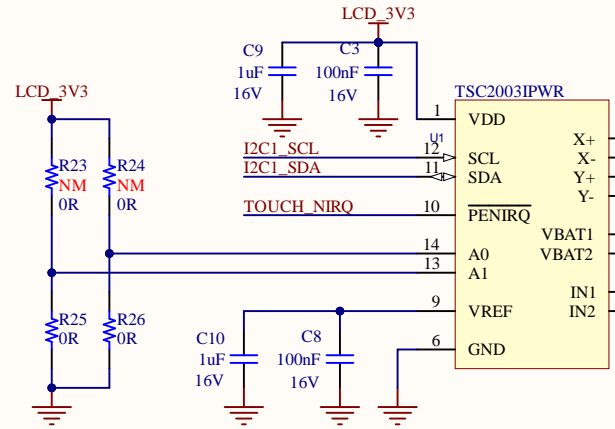 LCD_3V3
C9
1uF
16V
C3
100nF
16V
LCD_3V3
TSC2003IPWR
U1
1 VDD
I2C1_SCL 12 SCL
I2C1_SDA 11 SDA
TOUCH_NIRQ 10 PENIRQ
14 A0
13 A1
9 VREF
6 GND
X+
X-
Y+
Y-
VBAT1
VBAT2
IN1
IN2
R23
NM
0R
R24
NM
0R
R25
0R
R26
0R
C10
1uF
16V
C8
100nF
16V